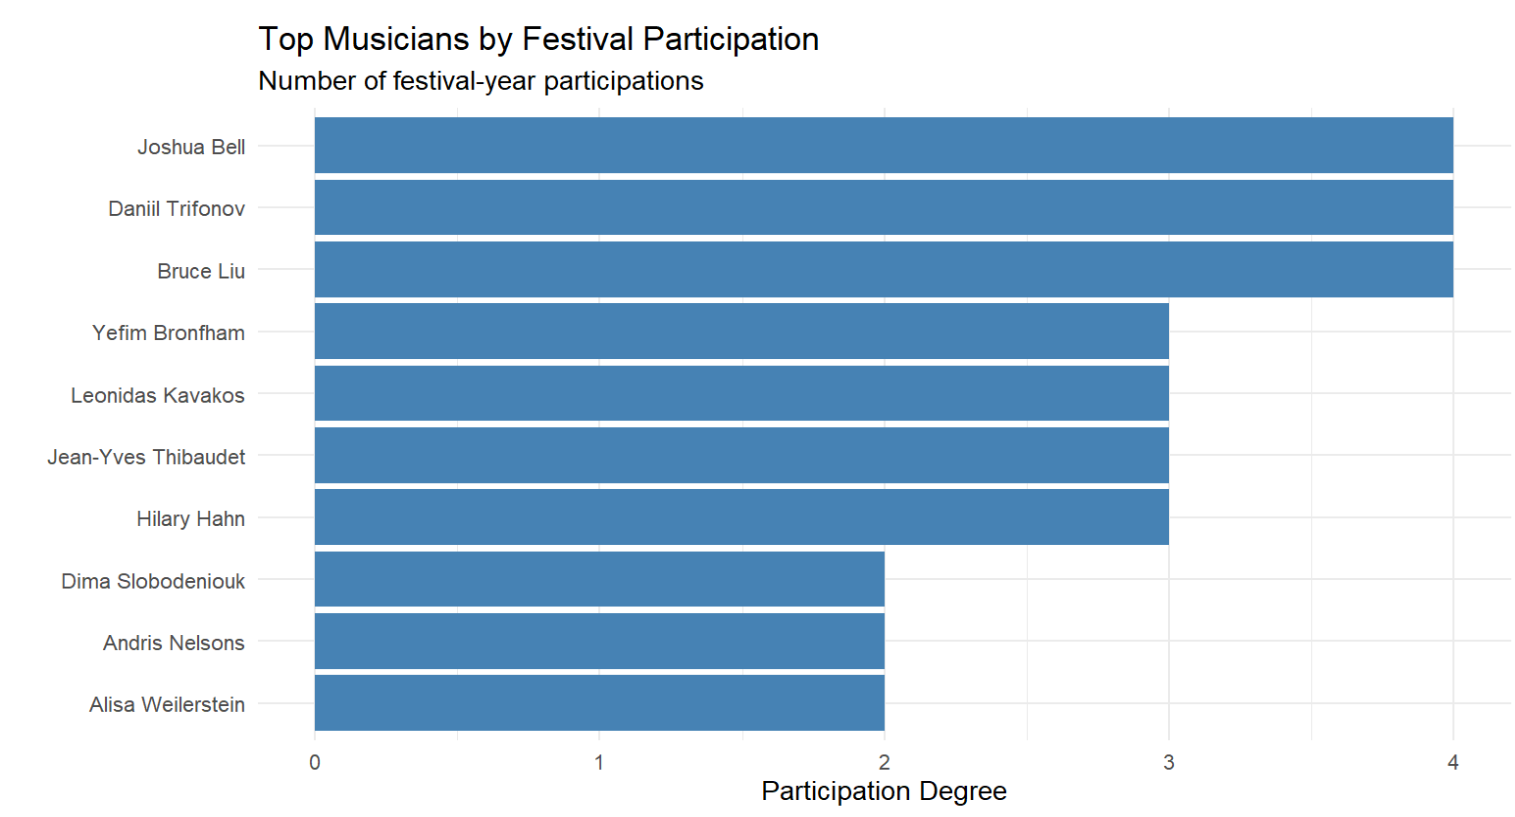 Top Musicians by Festival Participation
Number of festival-year participations
Joshua Bell
Daniil Trifonov
Bruce Liu
Yefim Bronfham
Leonidas Kavakos
Jean-Yves Thibaudet
Hilary Hahn
Dima Slobodeniouk
Andris Nelsons
Alisa Weilerstein
0 1 2 3 4
Participation Degree